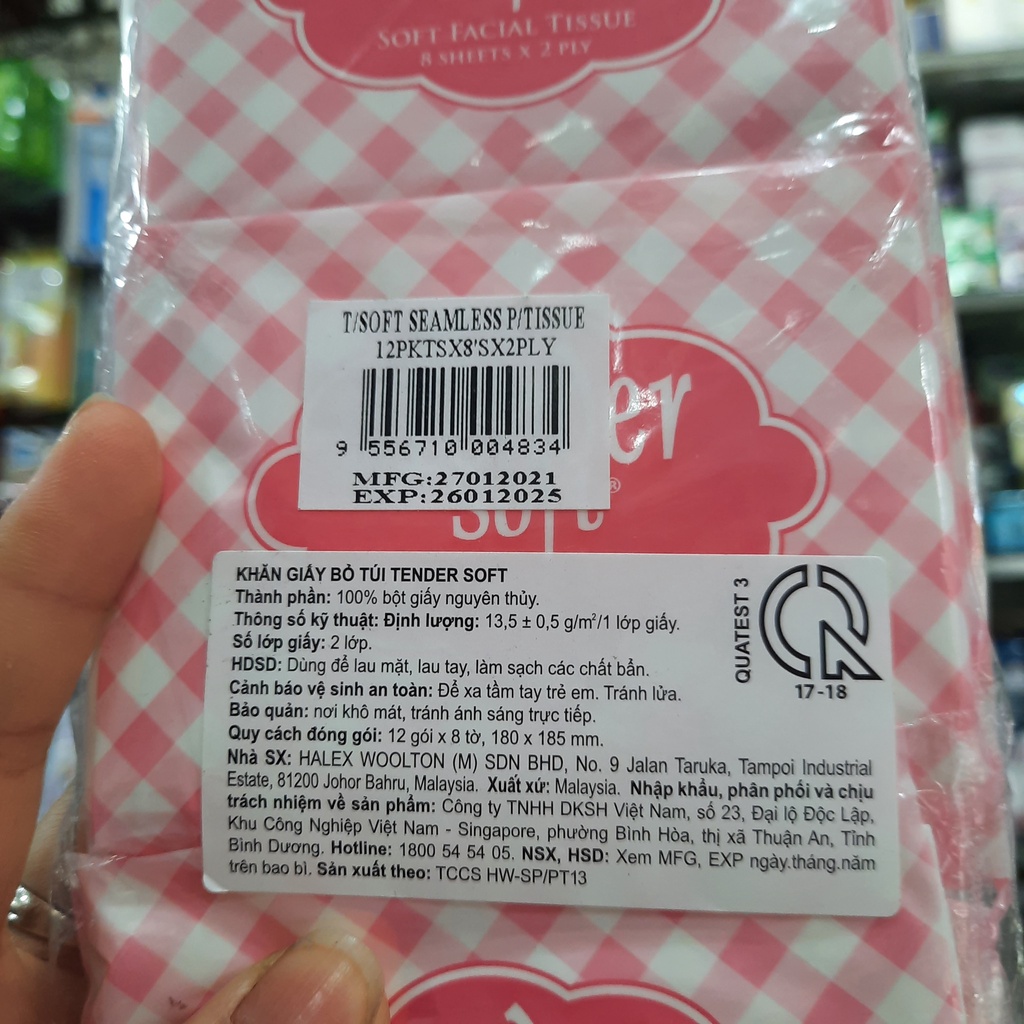 SOFT FACIAL TISSUE
8 SHEETS X 2 PLY
T/SOFT SEAMLESS P/TISSUE
12PKTSX8'SX2PLY
9 556710 004834
MFG:27012021
EXP:26012025
er
soft®
KHĂN GIẤY BỎ TÚI TENDER SOFT
Thành phần: 100% bột giấy nguyên thủy.
Thông số kỹ thuật: Định lượng: 13,5 ± 0,5 g/m²/1 lớp giấy.
Số lớp giấy: 2 lớp.
HDSD: Dùng để lau mặt, lau tay, làm sạch các chất bẩn.
Cảnh báo vệ sinh an toàn: Để xa tầm tay trẻ em. Tránh lửa.
Bảo quản: nơi khô mát, tránh ánh sáng trực tiếp.
Quy cách đóng gói: 12 gói x 8 tờ, 180 x 185 mm.
Nhà SX: HALEX WOOLTON (M) SDN BHD, No. 9 Jalan Taruka, Tampoi Industrial
Estate, 81200 Johor Bahru, Malaysia. Xuất xứ: Malaysia. Nhập khẩu, phân phối và chịu
trách nhiệm về sản phẩm: Công ty TNHH DKSH Việt Nam, số 23, Đại lộ Độc Lập,
Khu Công Nghiệp Việt Nam - Singapore, phường Bình Hòa, thị xã Thuận An, Tỉnh
Bình Dương. Hotline: 1800 54 54 05. NSX, HSD: Xem MFG, EXP ngày.tháng.năm
trên bao bì. Sản xuất theo: TCCS HW-SP/PT13
QUATEST 3
17-18